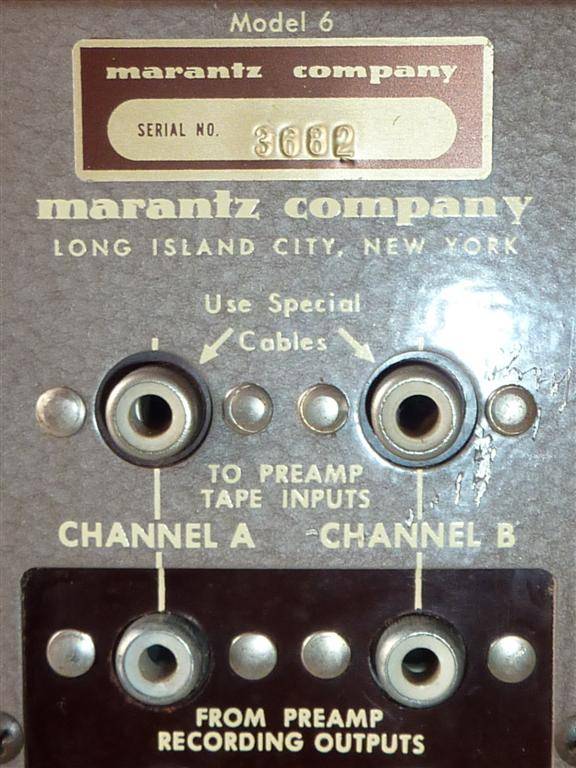 Model 6
marantz company
SERIAL NO. 3682
marantz company
LONG ISLAND CITY, NEW YORK
Use Special
Cables
TO PREAMP
TAPE INPUTS
CHANNEL A CHANNEL B
FROM PREAMP
RECORDING OUTPUTS